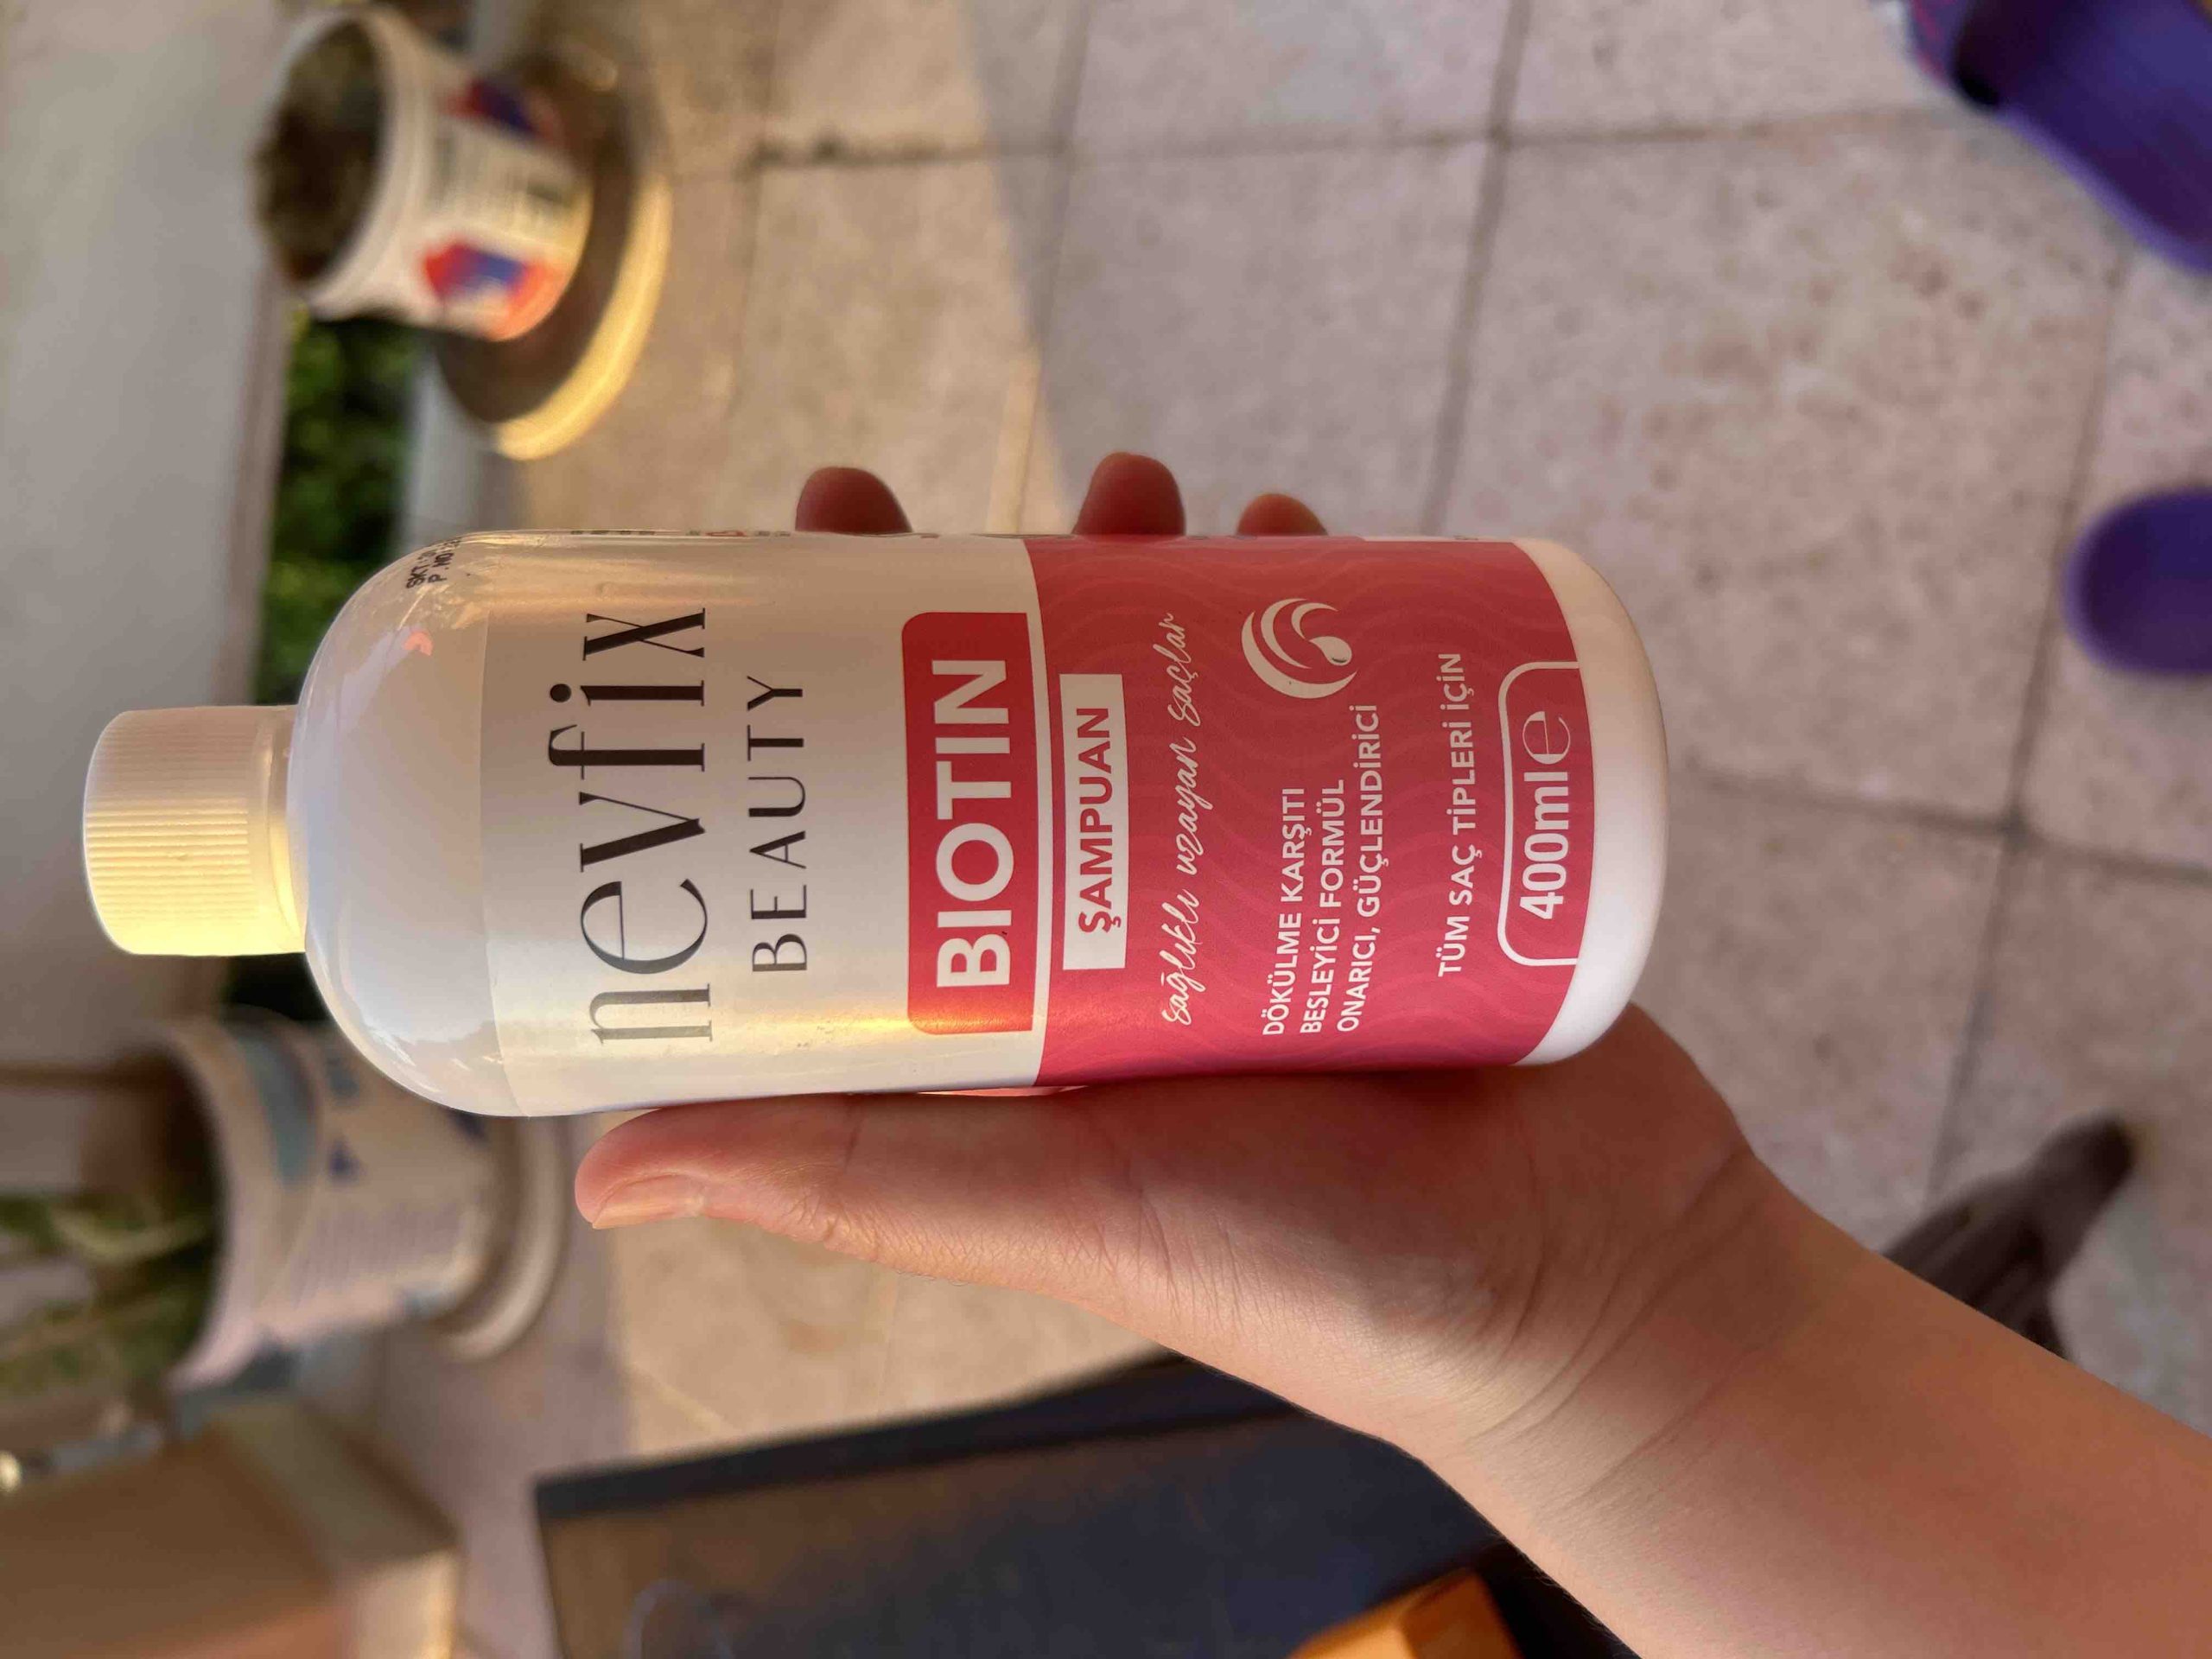 nevfix
BEAUTY
BIOTIN
ŞAMPUAN
sağlıklı uzayan saçlar
DÖKÜLME KARŞITI
BESLEYİCİ FORMÜL
ONARICI, GÜÇLENDİRİCİ
TÜM SAÇ TİPLERİ İÇİN
400ml e